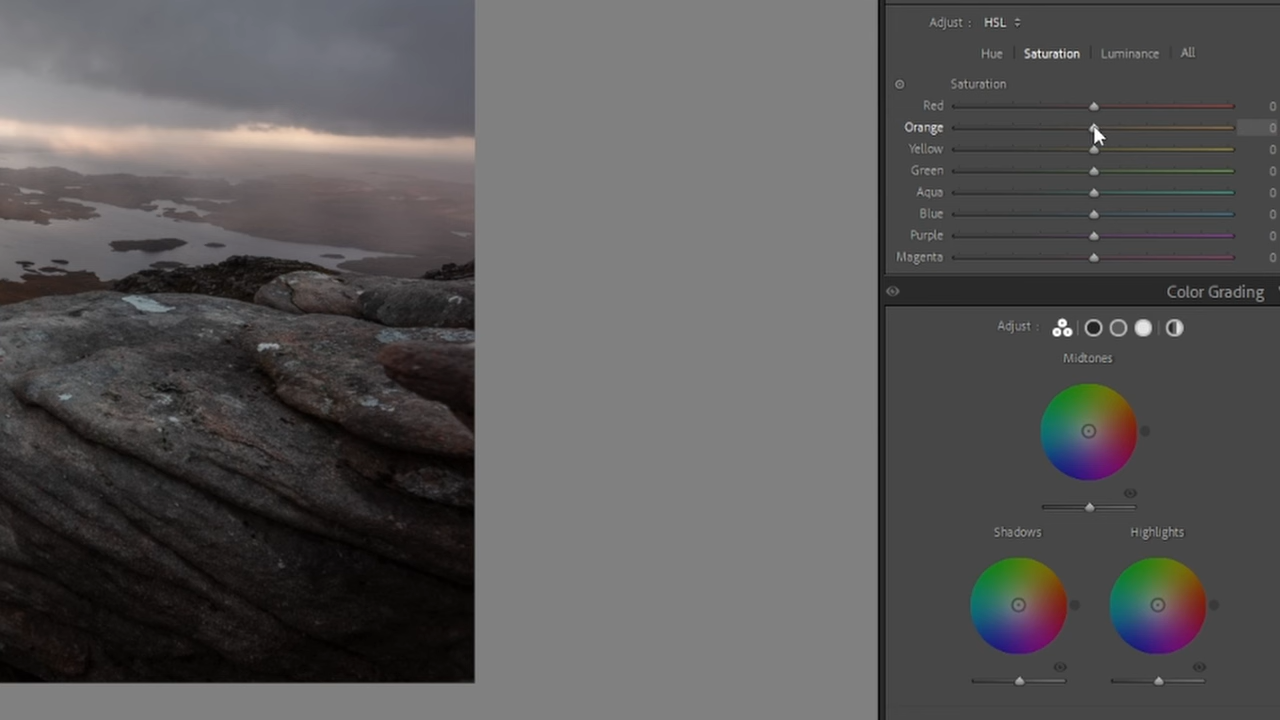 Adjust : HSL
Hue Saturation Luminance All
Saturation
Red 0
Orange 0
Yellow 0
Green 0
Aqua 0
Blue 0
Purple 0
Magenta 0
Color Grading
Adjust :
Midtones
Shadows Highlights